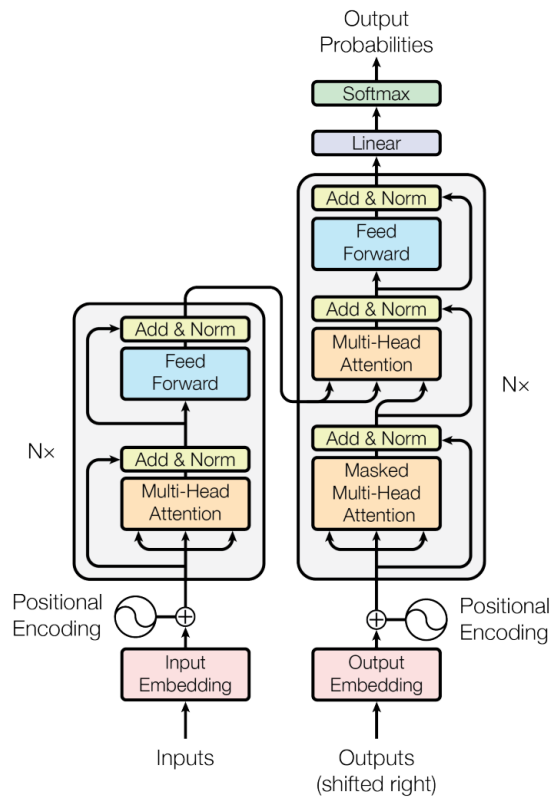 Output
Probabilities
Softmax
Linear
Add & Norm
Feed
Forward
Add & Norm
Multi-Head
Attention
Nx
Add & Norm
Masked
Multi-Head
Attention
Add & Norm
Feed
Forward
Nx
Add & Norm
Multi-Head
Attention
Positional
Encoding
Positional
Encoding
Input
Embedding
Output
Embedding
Inputs
Outputs
(shifted right)